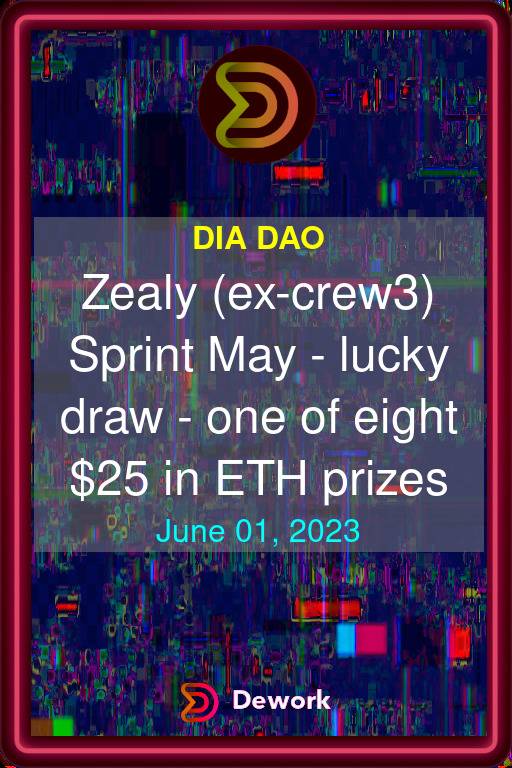 DIA DAO
Zealy (ex-crew3)
Sprint May - lucky
draw - one of eight
$25 in ETH prizes
June 01, 2023
Dework